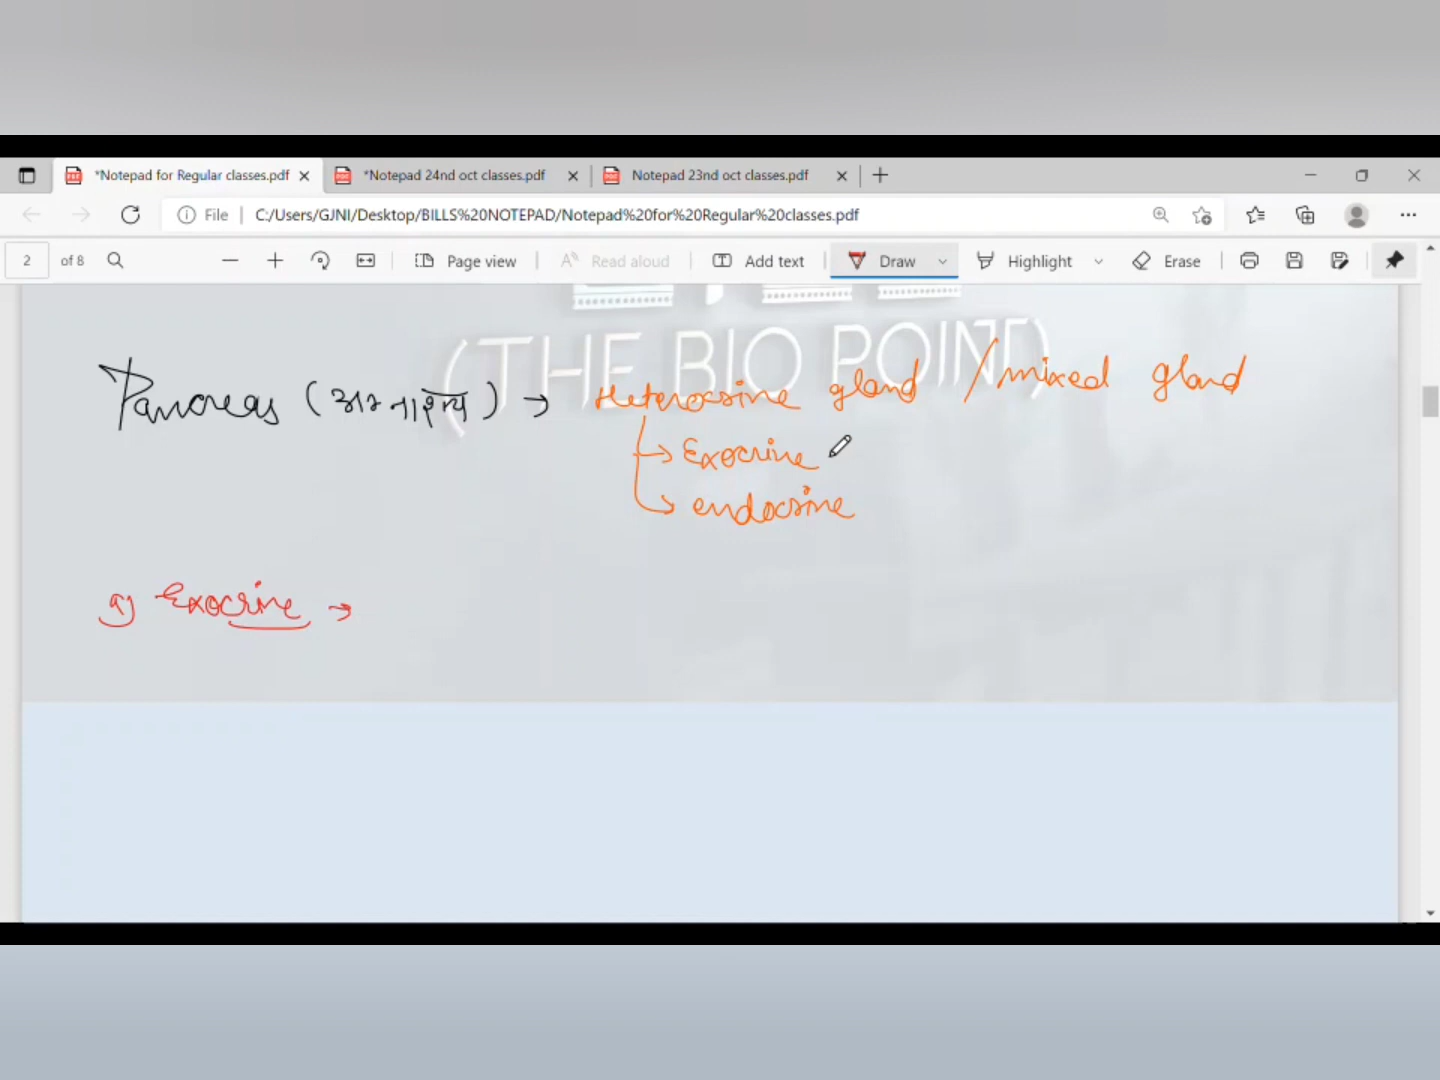 *Notepad for Regular classes.pdf
*Notepad 24nd oct classes.pdf
Notepad 23nd oct classes.pdf
File
C:/Users/GJNI/Desktop/BILLS%20NOTEPAD/Notepad%20for%20Regular%20classes.pdf
2 of 8
Page view
Read aloud
Add text
Draw
Highlight
Erase
(THE BIO POINT)
Pancreas ( ) → Heterocrine gland / mixed gland
→ Exocrine
→ endocrine
a) Exocrine →